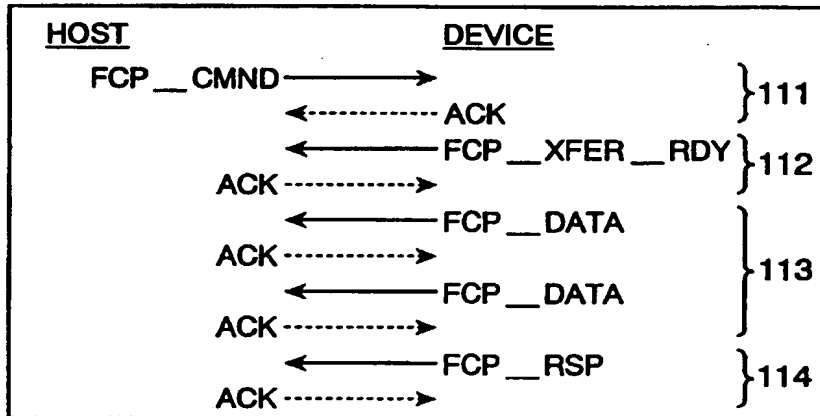 HOST DEVICE
FCP__CMND
ACK 111
FCP__XFER__RDY
ACK 112
FCP__DATA
ACK
113
FCP__DATA
ACK
FCP__RSP
ACK 114